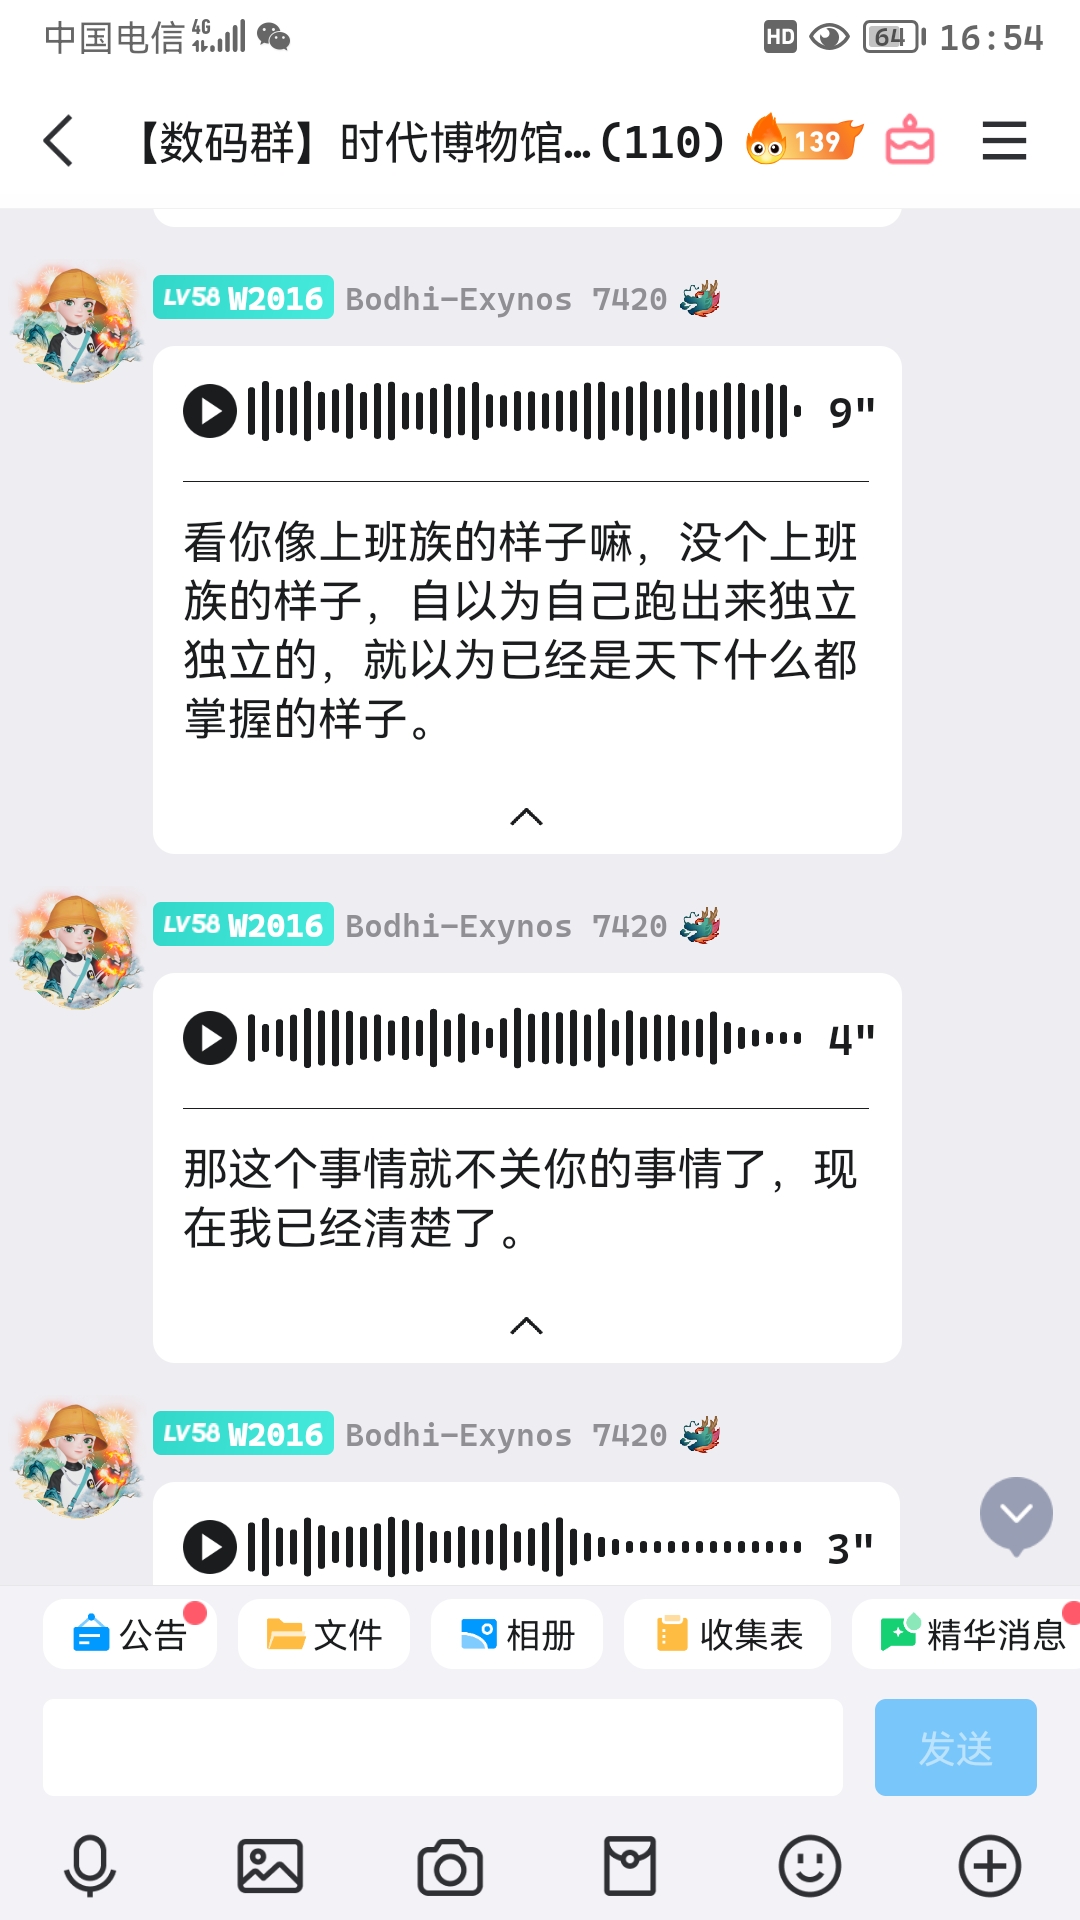 中国电信 4G HD 64 16:54
【数码群】时代博物馆...(110) 139
LV58 W2016 Bodhi-Exynos 7420
9"
看你像上班族的样子嘛，没个上班
族的样子，自以为自己跑出来独立
独立的，就以为已经是天下什么都
掌握的样子。
LV58 W2016 Bodhi-Exynos 7420
4"
那这个事情就不关你的事情了，现
在我已经清楚了。
LV58 W2016 Bodhi-Exynos 7420
3"
公告 文件 相册 收集表 精华消息
发送